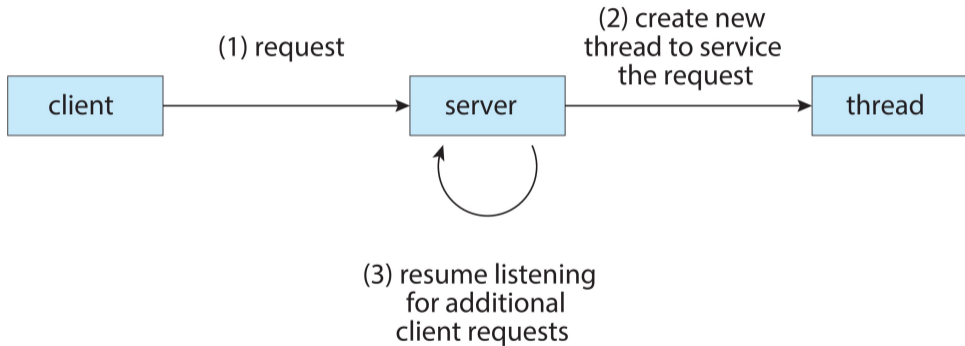 (1) request
(2) create new
thread to service
the request
client
server
thread
(3) resume listening
for additional
client requests